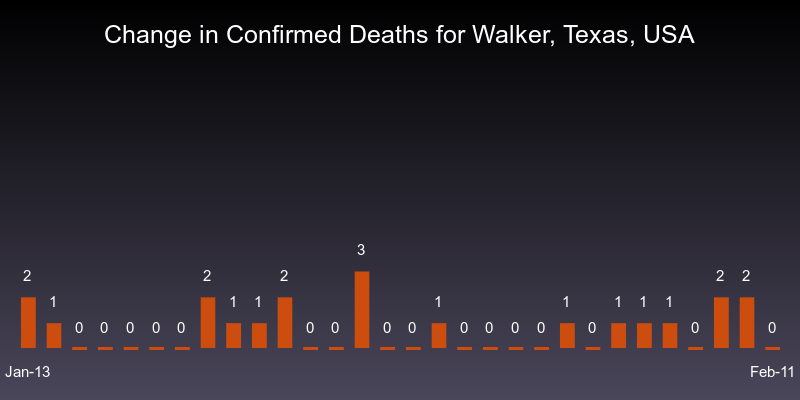 Change in Confirmed Deaths for Walker, Texas, USA
3
2 2 2 2 2
1 1 1 1 1 1 1 1
0 0 0 0 0 0 0 0 0 0 0 0 0 0 0 0
Jan-13 Feb-11